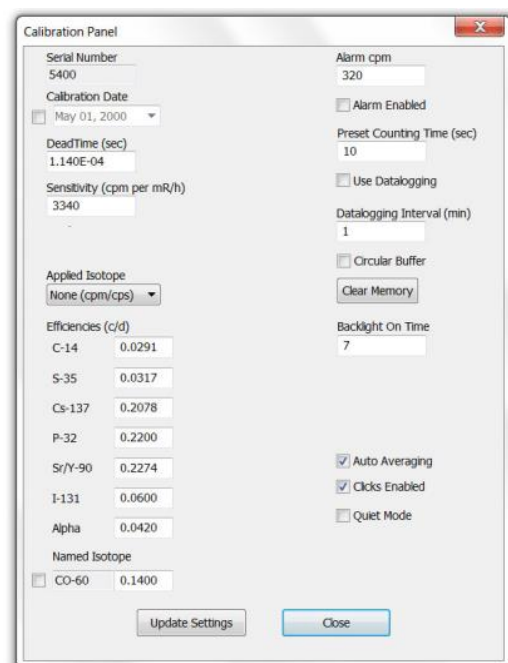 Calibration Panel
Serial Number
5400
Calibration Date
May 01, 2000
DeadTime (sec)
1.140E-04
Sensitivity (cpm per mR/h)
3340
Applied Isotope
None (cpm/cps)
Efficiencies (c/d)
C-14 0.0291
S-35 0.0317
Cs-137 0.2078
P-32 0.2200
Sr/Y-90 0.2274
I-131 0.0600
Alpha 0.0420
Named Isotope
CO-60 0.1400
Alarm cpm
320
Alarm Enabled
Preset Counting Time (sec)
10
Use Datalogging
Datalogging Interval (min)
1
Circular Buffer
Clear Memory
Backlight On Time
7
Auto Averaging
Clicks Enabled
Quiet Mode
Update Settings
Close